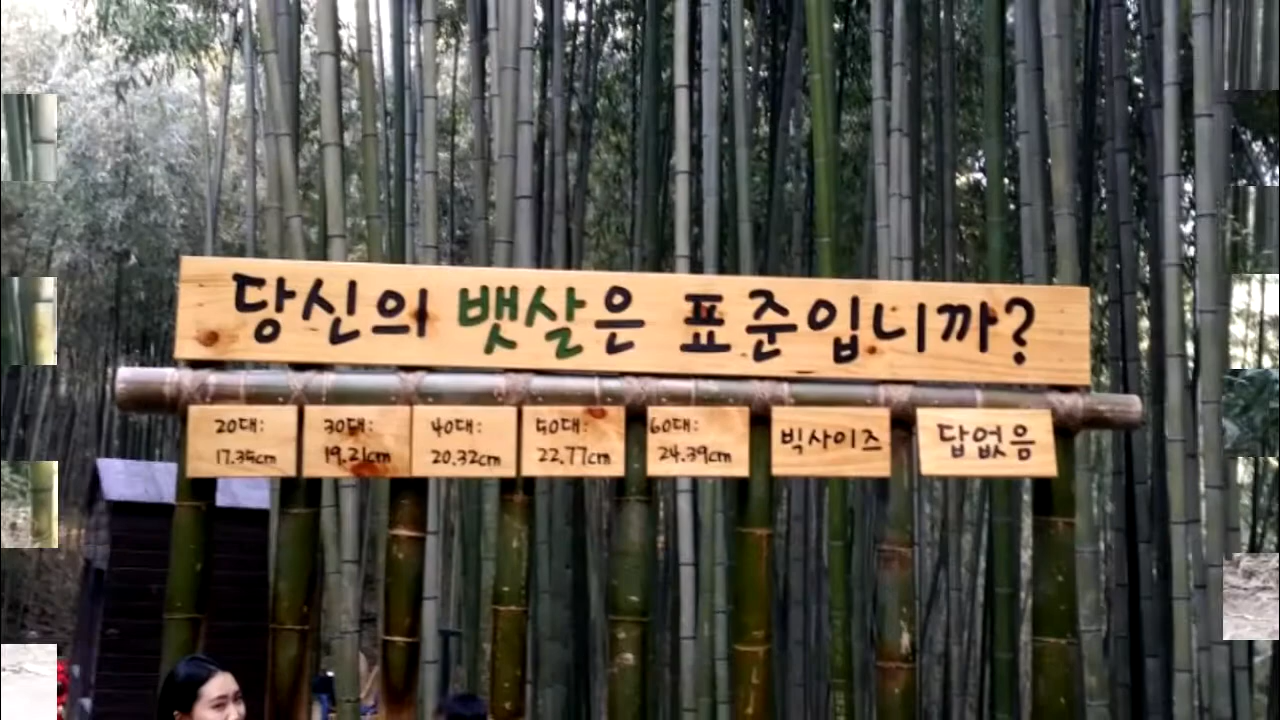 당신의 뱃살은 표준입니까?
20대: 30대: 40대: 50대: 60대: 빅사이즈 답없음
17.35cm 19.21cm 20.32cm 22.77cm 24.39cm